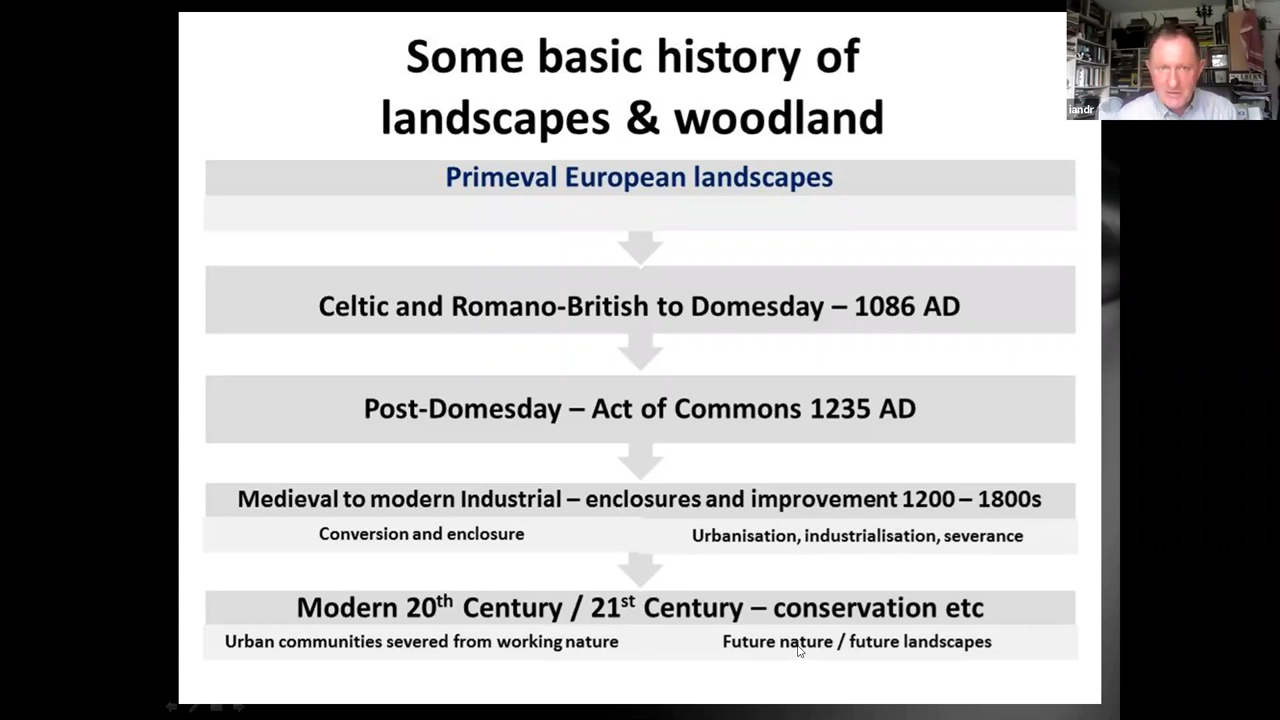 Some basic history of
landscapes & woodland
iandr
Primeval European landscapes
Celtic and Romano-British to Domesday – 1086 AD
Post-Domesday – Act of Commons 1235 AD
Medieval to modern Industrial – enclosures and improvement 1200 – 1800s
Conversion and enclosure
Urbanisation, industrialisation, severance
Modern 20th Century / 21st Century – conservation etc
Urban communities severed from working nature
Future nature / future landscapes